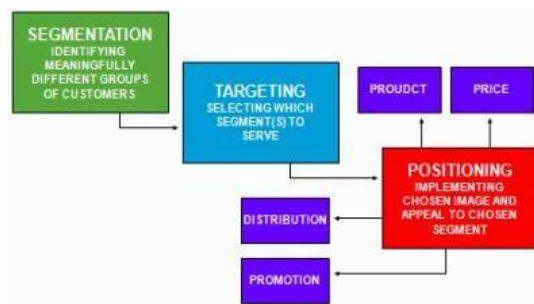 SEGMENTATION
IDENTIFYING
MEANINGFULLY
DIFFERENT GROUPS
OF CUSTOMERS
TARGETING
SELECTING WHICH
SEGMENT(S) TO
SERVE
PROUDCT
PRICE
POSITIONING
IMPLEMENTING
CHOSEN IMAGE AND
APPEAL TO CHOSEN
SEGMENT
DISTRIBUTION
PROMOTION